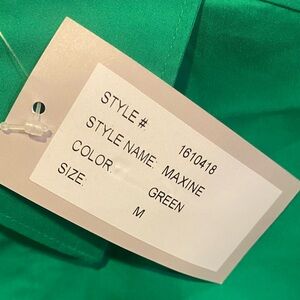 STYLE#: 1610418
STYLE NAME: MAXINE
COLOR: GREEN
SIZE: M